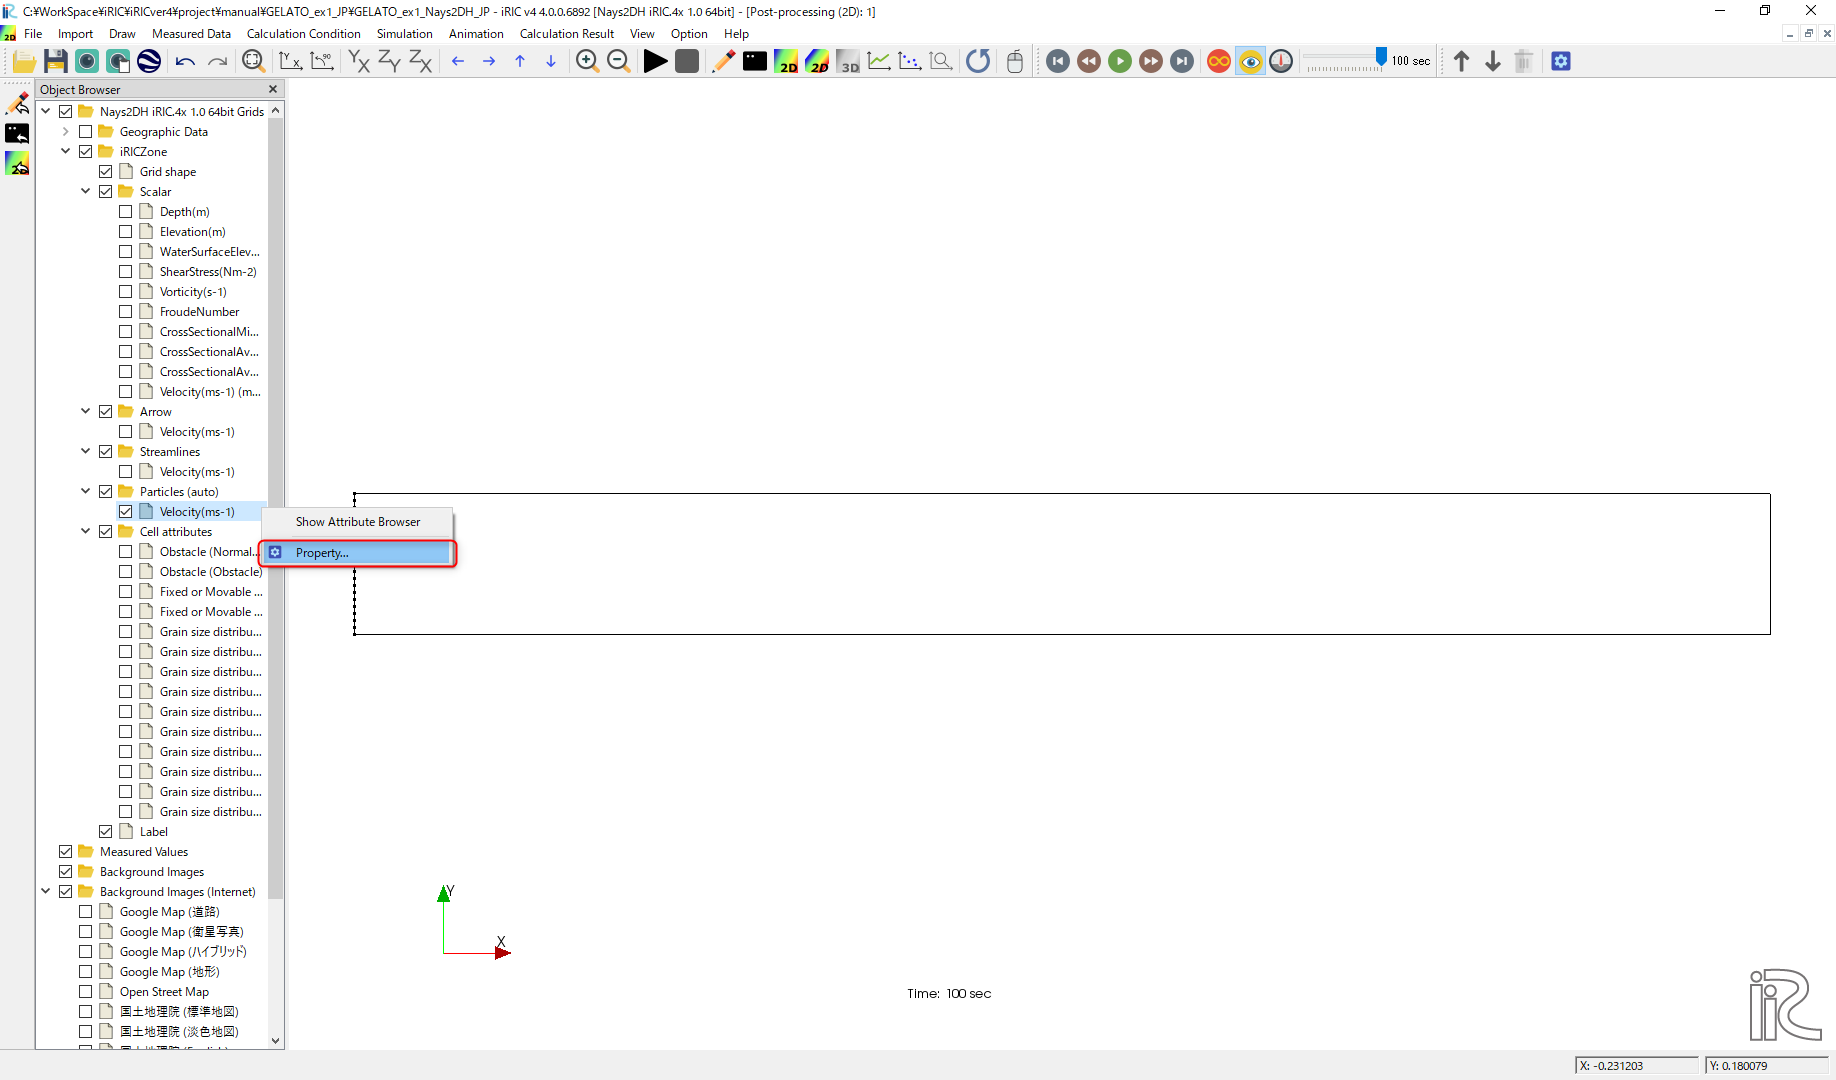 C:¥WorkSpace¥iRIC¥iRICver4¥project¥manual¥GELATO_ex1_JP¥GELATO_ex1_Nays2DH_JP - iRIC v4 4.0.0.6892 [Nays2DH iRIC.4x 1.0 64bit] - [Post-processing (2D): 1]
File Import Draw Measured Data Calculation Condition Simulation Animation Calculation Result View Option Help
100 sec
Object Browser
Nays2DH iRIC.4x 1.0 64bit Grids
Geographic Data
iRICZone
Grid shape
Scalar
Depth(m)
Elevation(m)
WaterSurfaceElev...
ShearStress(Nm-2)
Vorticity(s-1)
FroudeNumber
CrossSectionalMi...
CrossSectionalAv...
CrossSectionalAv...
Velocity(ms-1) (m...
Arrow
Velocity(ms-1)
Streamlines
Velocity(ms-1)
Particles (auto)
Velocity(ms-1)
Show Attribute Browser
Cell attributes
Obstacle (Normal...
Property...
Obstacle (Obstacle)
Fixed or Movable ...
Fixed or Movable ...
Grain size distribu...
Grain size distribu...
Grain size distribu...
Grain size distribu...
Grain size distribu...
Grain size distribu...
Grain size distribu...
Grain size distribu...
Grain size distribu...
Grain size distribu...
Label
Measured Values
Background Images
Background Images (Internet)
Google Map (道路)
Google Map (衛星写真)
Google Map (ハイブリッド)
Google Map (地形)
Open Street Map
国土地理院 (標準地図)
国土地理院 (淡色地図)
Y
X
Time: 100 sec
iRIC
X: -0.231203
Y: 0.180079